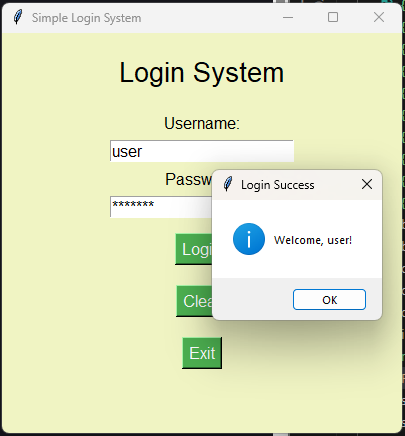 Simple Login System
Login System
Username:
user
Passw
*******
Login Success
Welcome, user!
OK
Logi
Clea
Exit